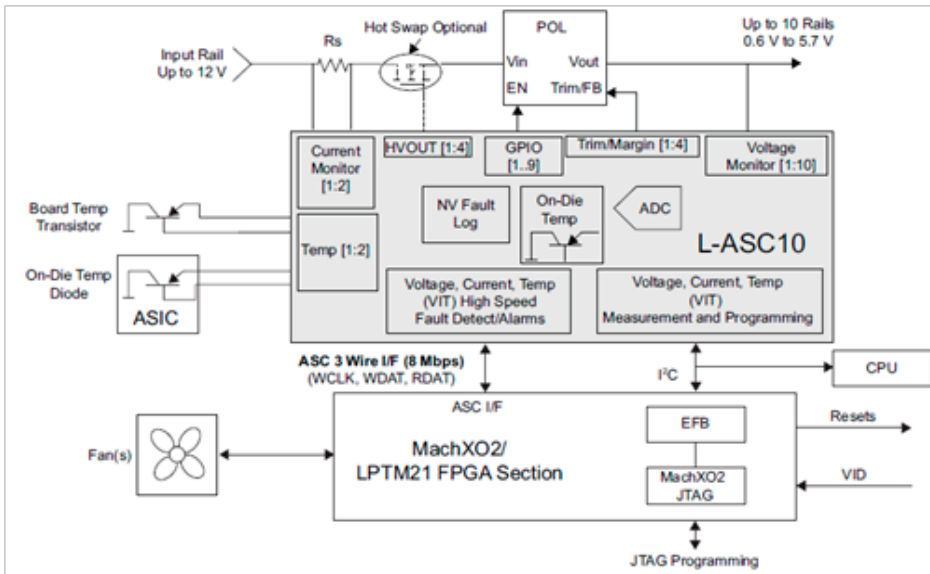 Hot Swap Optional
POL
Up to 10 Rails
0.6 V to 5.7 V
Input Rail
Up to 12 V
Rs
Vin
Vout
EN
Trim/FB
Current
Monitor
[1:2]
HVOUT [1:4]
GPIO
[1..9]
Trim/Margin [1:4]
Voltage
Monitor [1:10]
Board Temp
Transistor
Temp [1:2]
NV Fault
Log
On-Die
Temp
ADC
L-ASC10
On-Die Temp
Diode
ASIC
Voltage, Current, Temp
(VIT) High Speed
Fault Detect/Alarms
Voltage, Current, Temp
(VIT)
Measurement and Programming
ASC 3 Wire I/F (8 Mbps)
(WCLK, WDAT, RDAT)
I²C
CPU
ASC I/F
MachXO2/
LPTM21 FPGA Section
EFB
MachXO2
JTAG
Resets
VID
Fan(s)
JTAG Programming